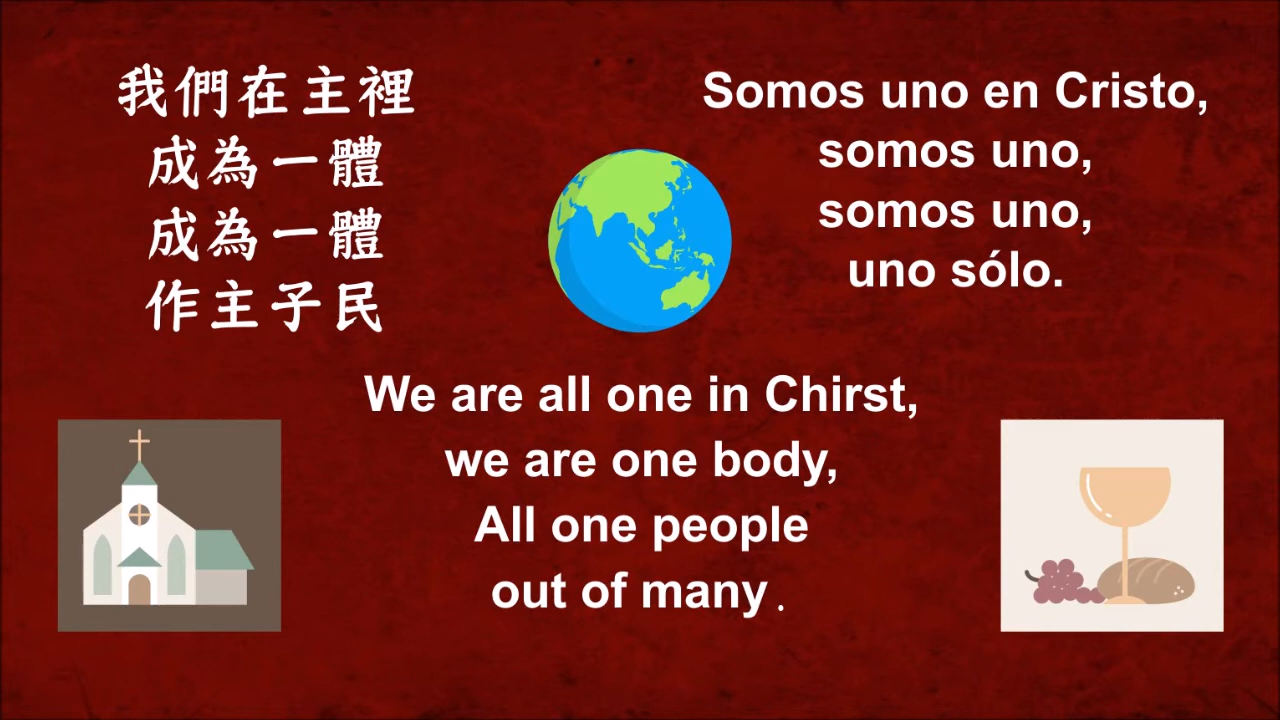 我們在主裡
成為一體
成為一體
作主子民
Somos uno en Cristo,
somos uno,
somos uno,
uno sólo.
We are all one in Chirst,
we are one body,
All one people
out of many .